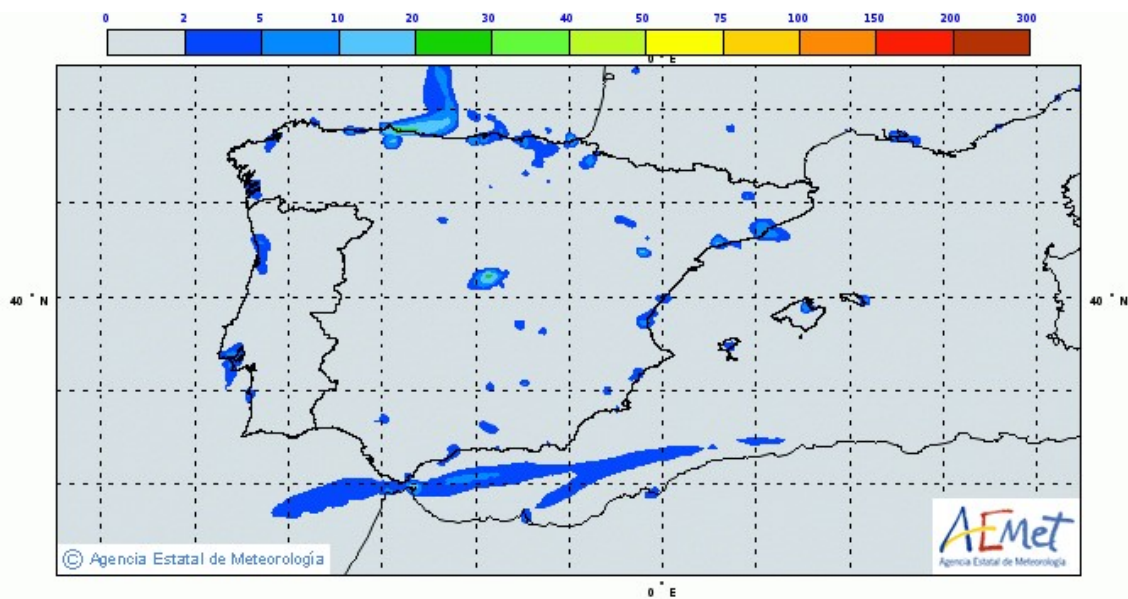 0 2 5 10 20 30 40 50 75 100 150 200 300
0 ° E
40 ° N 40 ° N
© Agencia Estatal de Meteorología
AEMet
Agencia Estatal de Meteorología
0 ° E